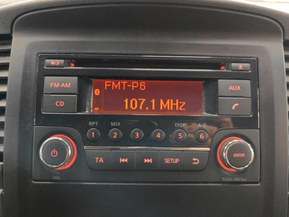 FMT-P6
107.1 MHz
FM-AM
AUX
CD
RPT MIX
1 2 3 4 5 6
TA
SETUP